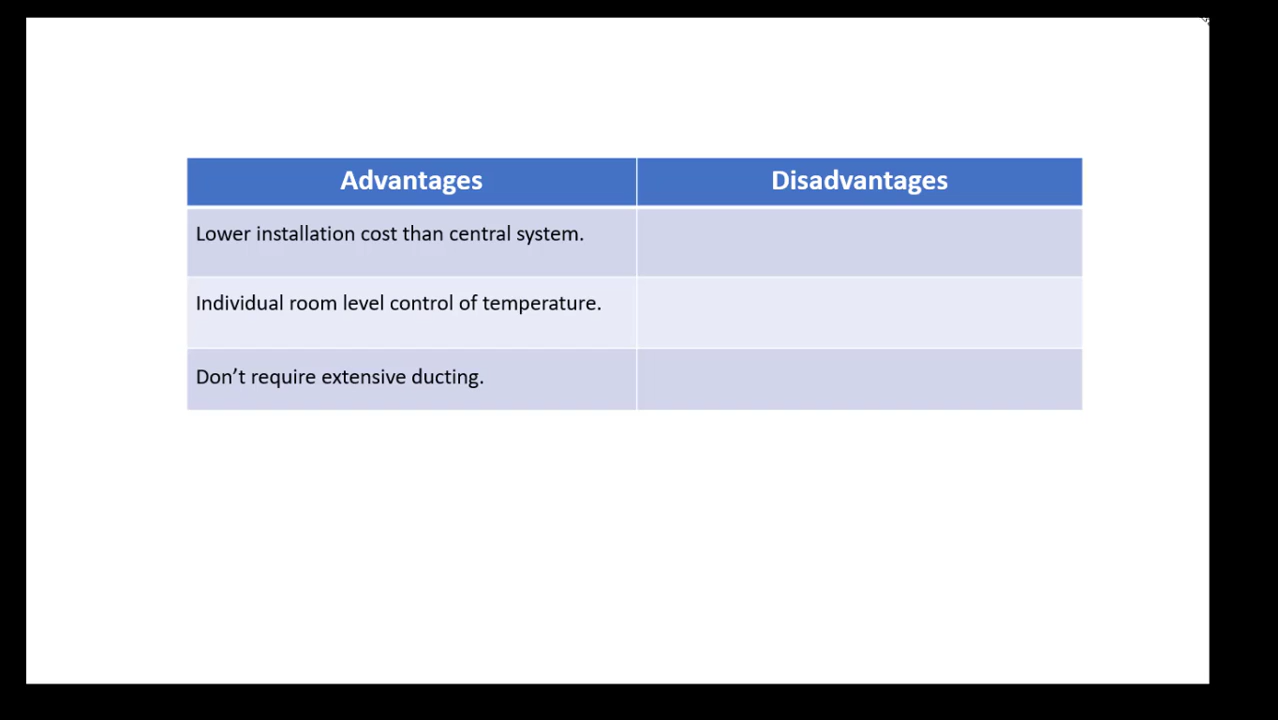 Advantages
Disadvantages
Lower installation cost than central system.
Individual room level control of temperature.
Don’t require extensive ducting.